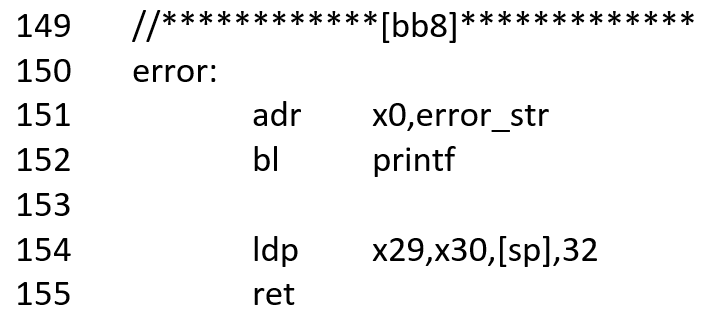 149 //************[bb8]*************
150 error:
151 adr x0,error_str
152 bl printf
153
154 ldp x29,x30,[sp],32
155 ret